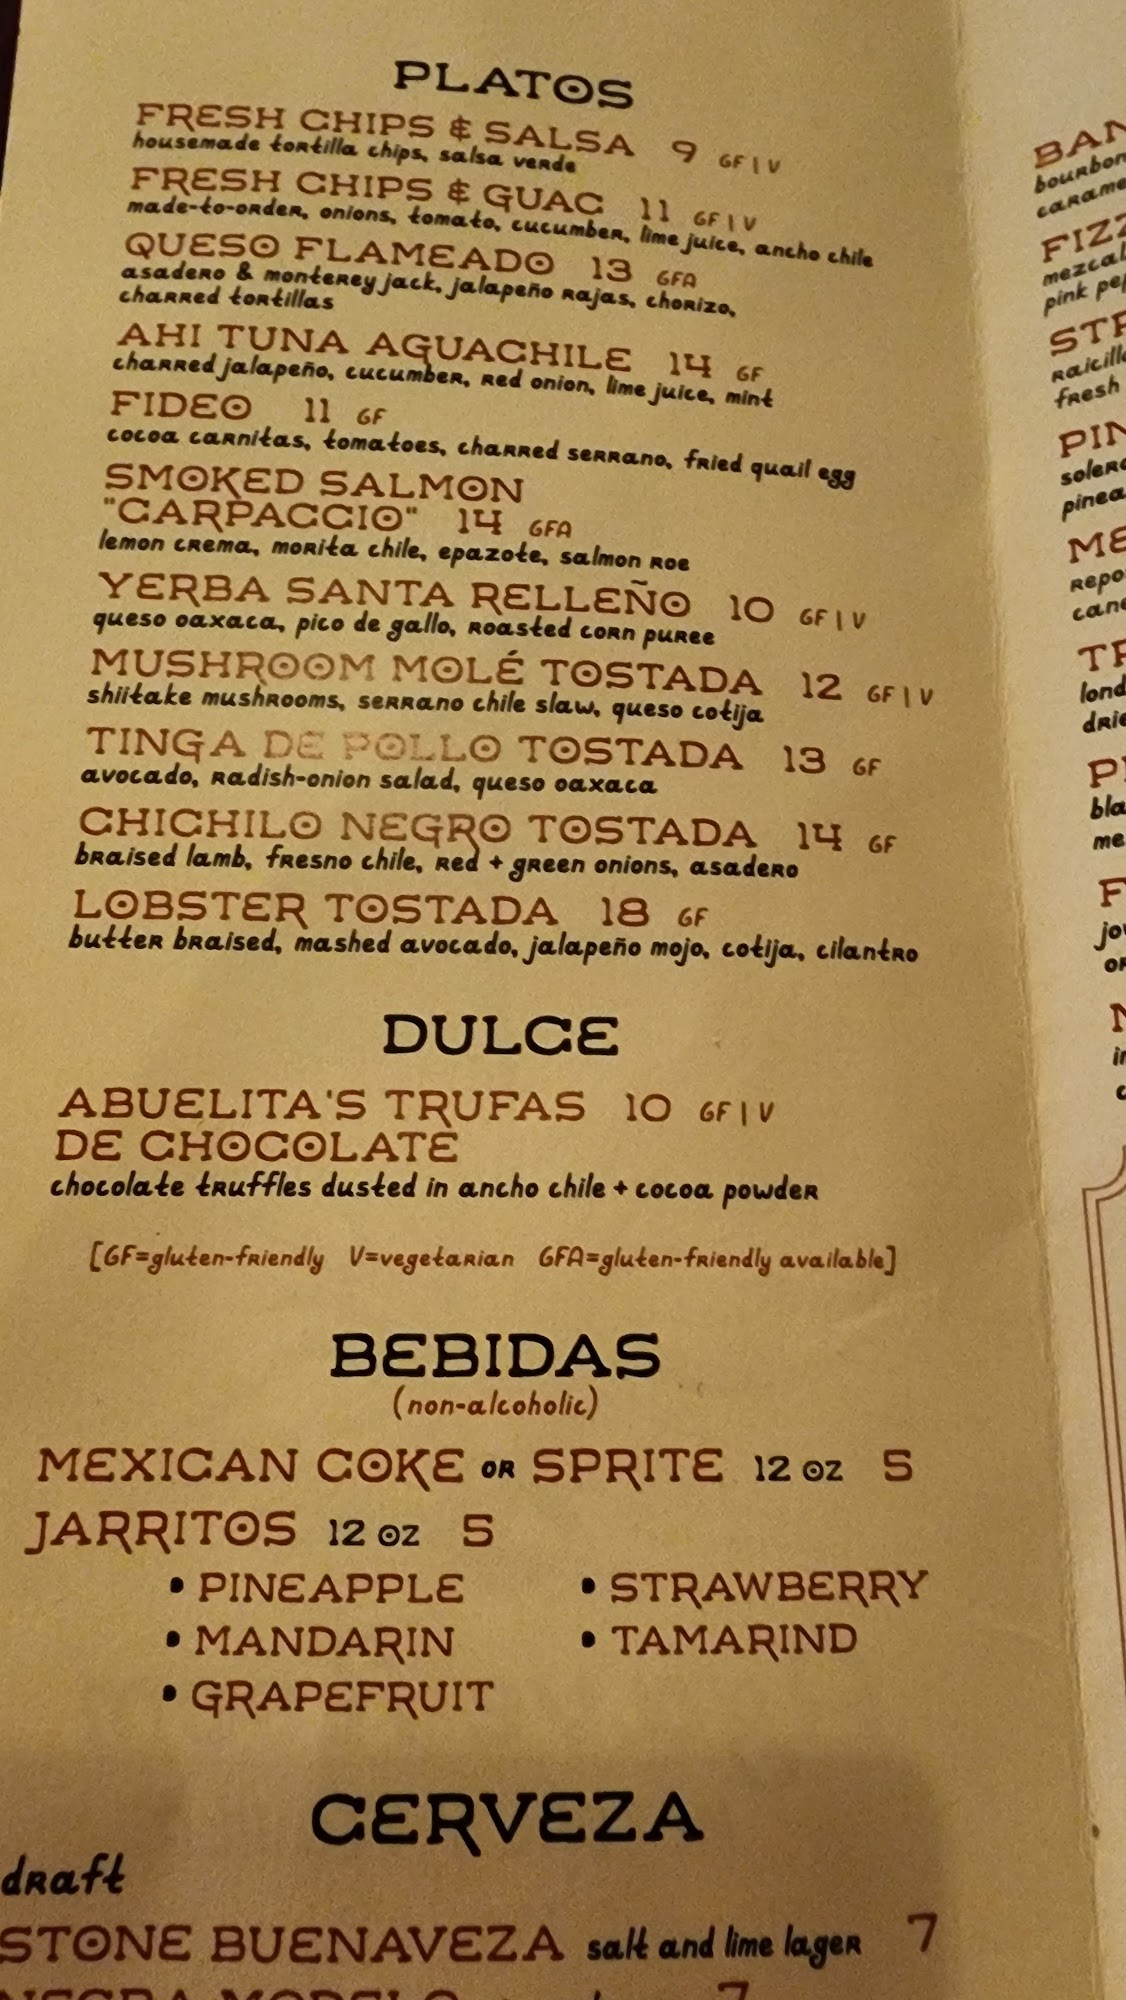 PLATOS
FRESH CHIPS & SALSA 9 GF | V
housemade tortilla chips, salsa verde
FRESH CHIPS & GUAC 11 GF | V
made-to-order, onions, tomato, cucumber, lime juice, ancho chile
QUESO FLAMEADO 13 GFA
asadero & monterey jack, jalapeño rajas, chorizo,
charred tortillas
AHI TUNA AGUACHILE 14 GF
charred jalapeño, cucumber, red onion, lime juice, mint
FIDEO 11 GF
cocoa carnitas, tomatoes, charred serrano, fried quail egg
SMOKED SALMON
"CARPACCIO" 14 GFA
lemon crema, morita chile, epazote, salmon roe
YERBA SANTA RELLEÑO 10 GF | V
queso oaxaca, pico de gallo, roasted corn puree
MUSHROOM MOLÉ TOSTADA 12 GF | V
shiitake mushrooms, serrano chile slaw, queso cotija
TINGA DE POLLO TOSTADA 13 GF
avocado, radish-onion salad, queso oaxaca
CHICHILO NEGRO TOSTADA 14 GF
braised lamb, fresno chile, red + green onions, asadero
LOBSTER TOSTADA 18 GF
butter braised, mashed avocado, jalapeño mojo, cotija, cilantro
DULCE
ABUELITA'S TRUFAS 10 GF | V
DE CHOCOLATE
chocolate truffles dusted in ancho chile + cocoa powder
[GF=gluten-friendly V=vegetarian GFA=gluten-friendly available]
BEBIDAS
(non-alcoholic)
MEXICAN COKE OR SPRITE 12 OZ 5
JARRITOS 12 OZ 5
• PINEAPPLE • STRAWBERRY
• MANDARIN • TAMARIND
• GRAPEFRUIT
CERVEZA
draft
STONE BUENAVEZA salt and lime lager 7
bourbon
mezcal
fresh